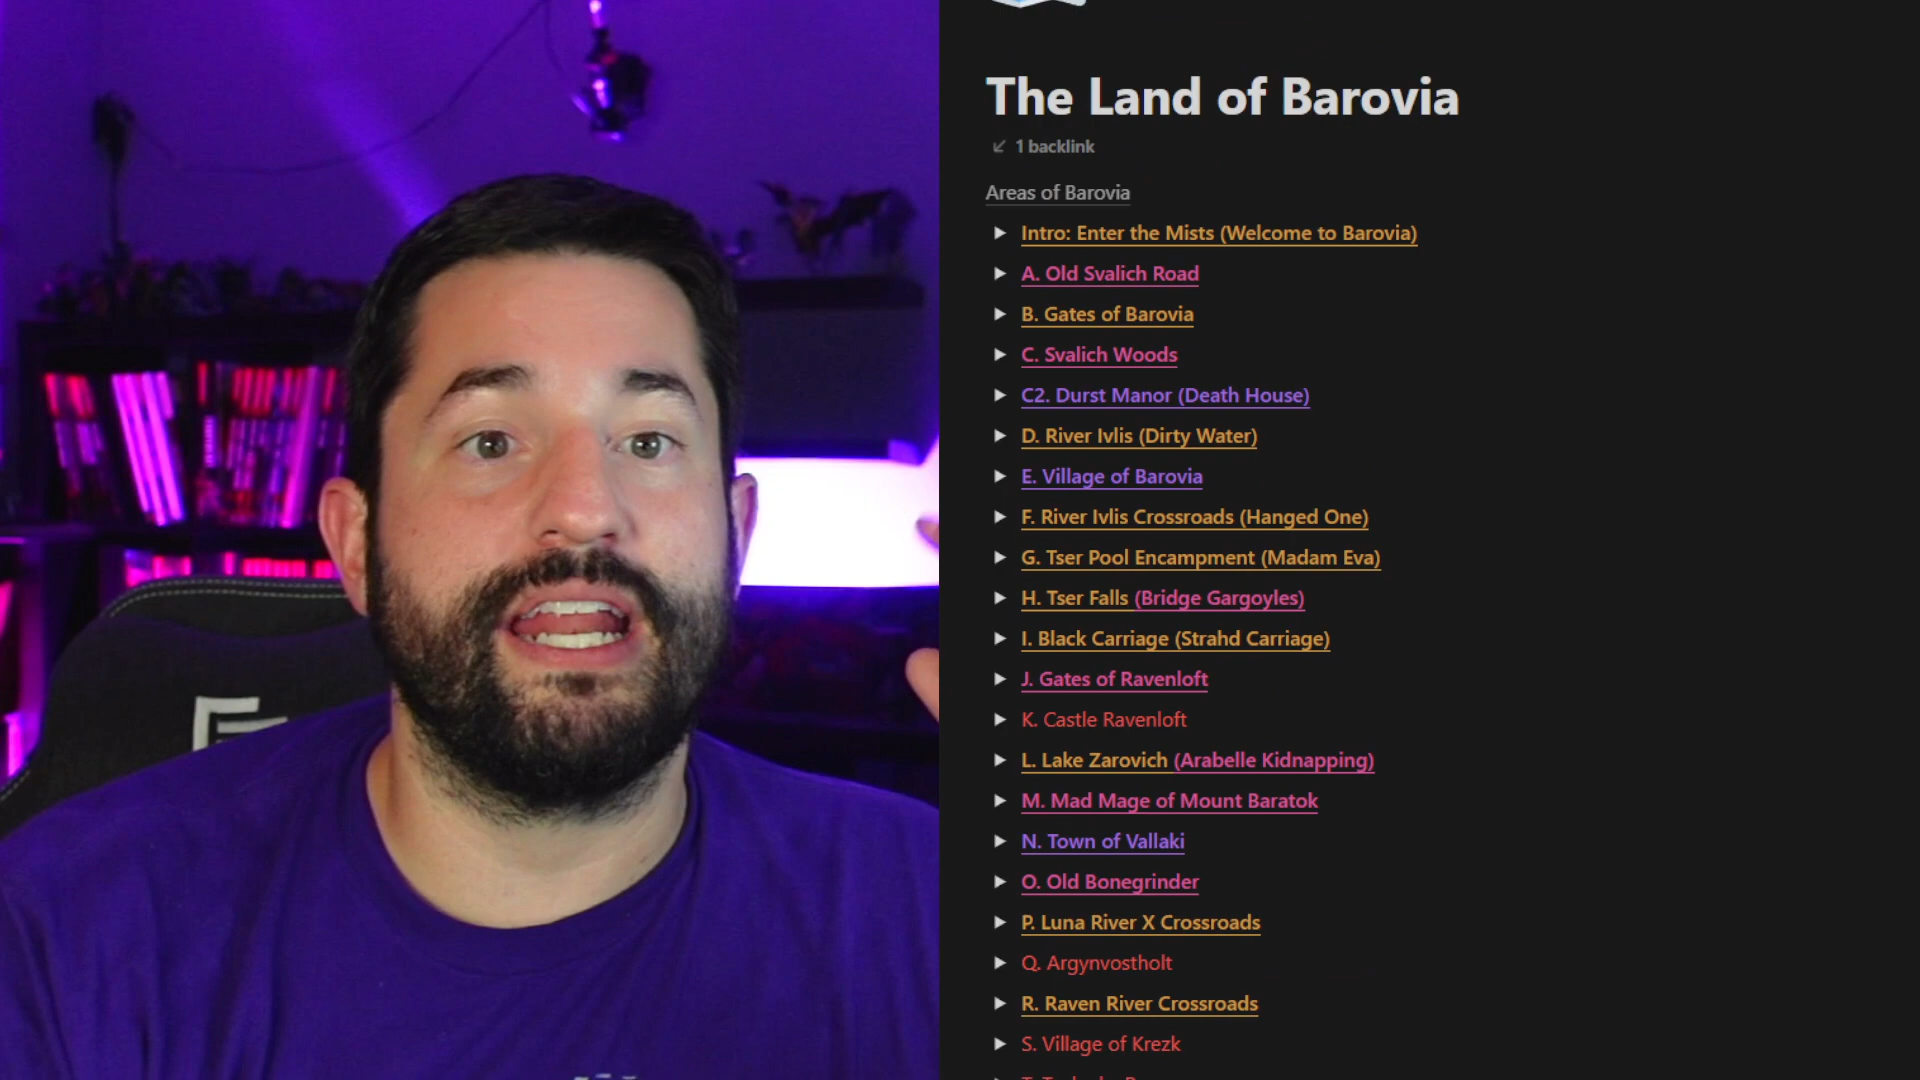 The Land of Barovia
1 backlink
Areas of Barovia
Intro: Enter the Mists (Welcome to Barovia)
A. Old Svalich Road
B. Gates of Barovia
C. Svalich Woods
C2. Durst Manor (Death House)
D. River Ivlis (Dirty Water)
E. Village of Barovia
F. River Ivlis Crossroads (Hanged One)
G. Tser Pool Encampment (Madam Eva)
H. Tser Falls (Bridge Gargoyles)
I. Black Carriage (Strahd Carriage)
J. Gates of Ravenloft
K. Castle Ravenloft
L. Lake Zarovich (Arabelle Kidnapping)
M. Mad Mage of Mount Baratok
N. Town of Vallaki
O. Old Bonegrinder
P. Luna River X Crossroads
Q. Argynvostholt
R. Raven River Crossroads
S. Village of Krezk